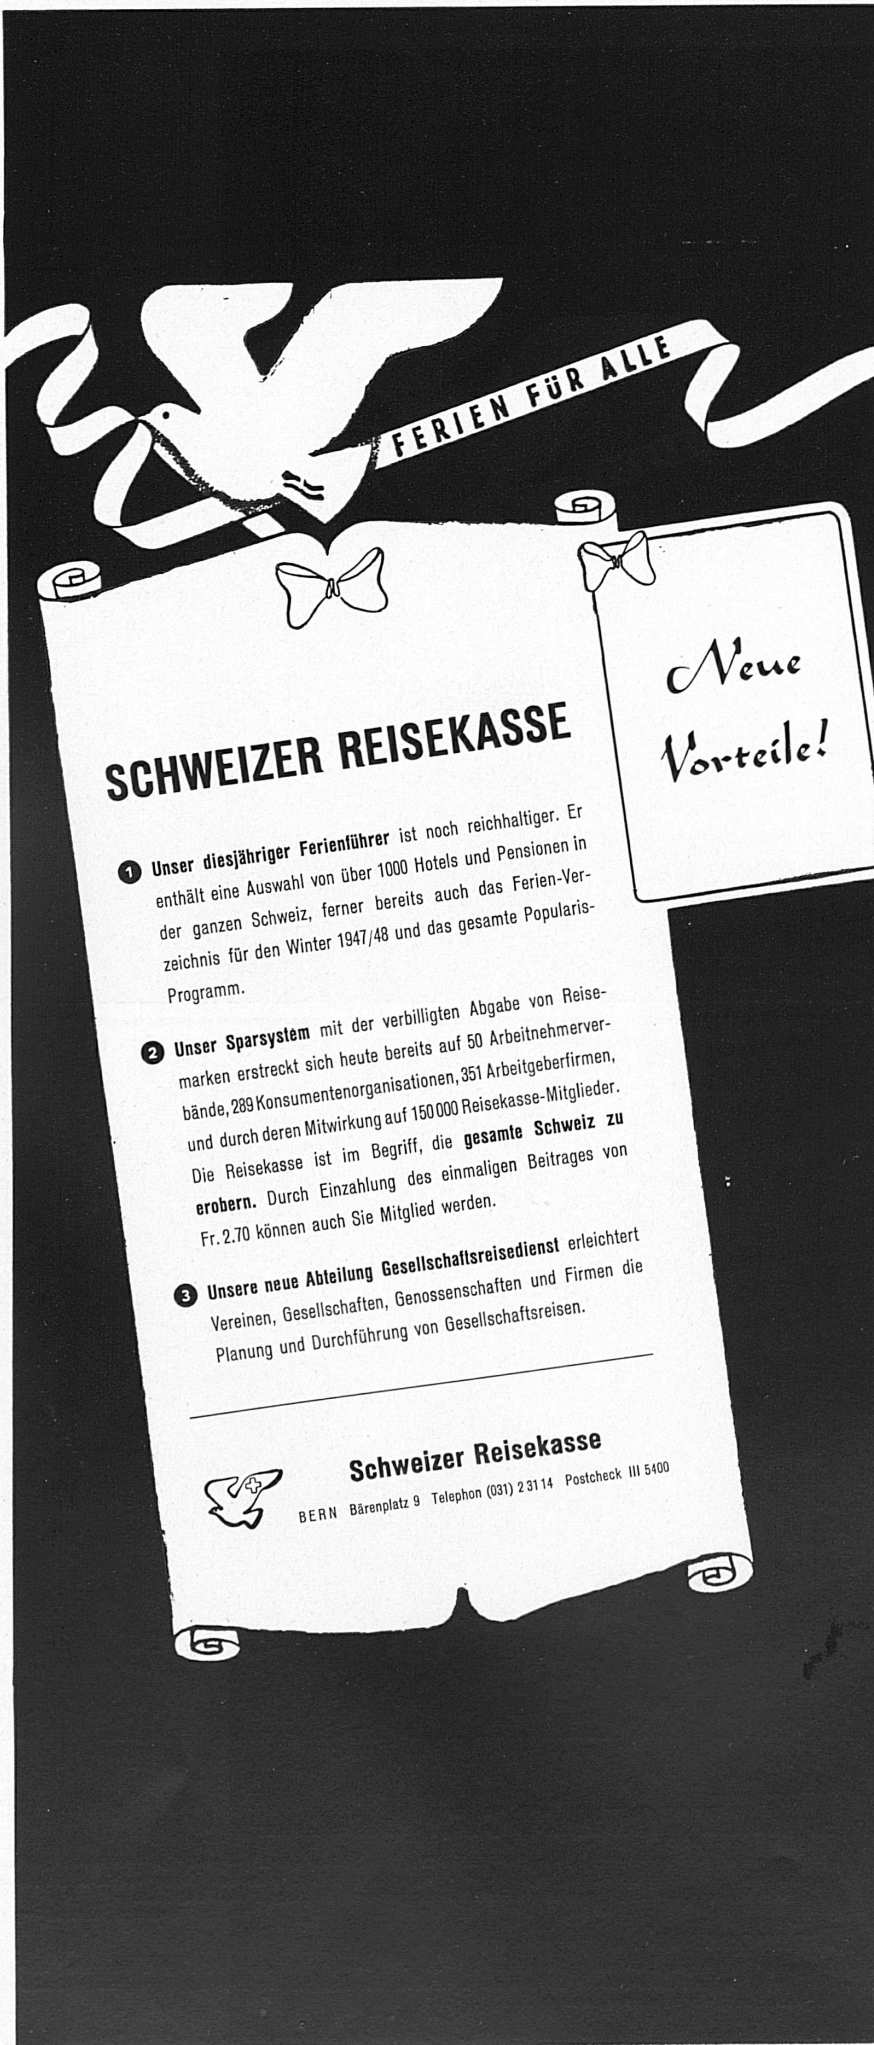 FERIEN FÜR ALLE
Neue
Vorteile!
SCHWEIZER REISEKASSE
1 Unser diesjähriger Ferienführer ist noch reichhaltiger. Er
enthält eine Auswahl von über 1000 Hotels und Pensionen in
der ganzen Schweiz, ferner bereits auch das Ferien-Ver-
zeichnis für den Winter 1947/48 und das gesamte Popularis-
Programm.
2 Unser Sparsystem mit der verbilligten Abgabe von Reise-
marken erstreckt sich heute bereits auf 50 Arbeitnehmerver-
bände, 289 Konsumentenorganisationen, 351 Arbeitgeberfirmen,
und durch deren Mitwirkung auf 150 000 Reisekasse-Mitglieder.
Die Reisekasse ist im Begriff, die gesamte Schweiz zu
erobern. Durch Einzahlung des einmaligen Beitrages von
Fr. 2.70 können auch Sie Mitglied werden.
3 Unsere neue Abteilung Gesellschaftsreisedienst erleichtert
Vereinen, Gesellschaften, Genossenschaften und Firmen die
Planung und Durchführung von Gesellschaftsreisen.
Schweizer Reisekasse
BERN Bärenplatz 9 Telephon (031) 2 31 14 Postcheck III 5400